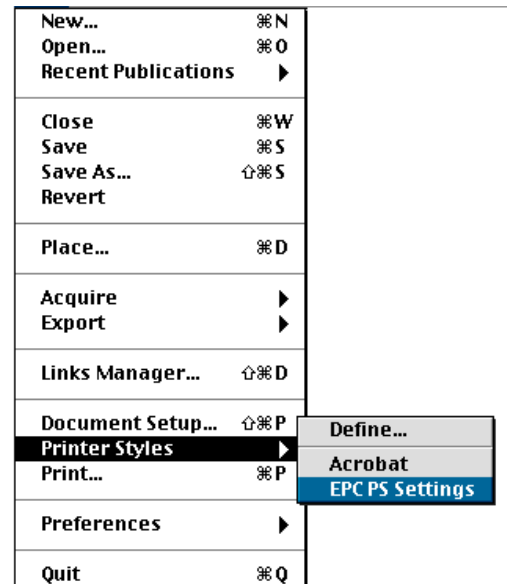 New... ⌘N
Open... ⌘O
Recent Publications ▶
Close ⌘W
Save ⌘S
Save As... ⇧⌘S
Revert
Place... ⌘D
Acquire ▶
Export ▶
Links Manager... ⇧⌘D
Document Setup... ⇧⌘P
Printer Styles ▶
Print... ⌘P
Preferences ▶
Quit ⌘Q
Define...
Acrobat
EPC PS Settings